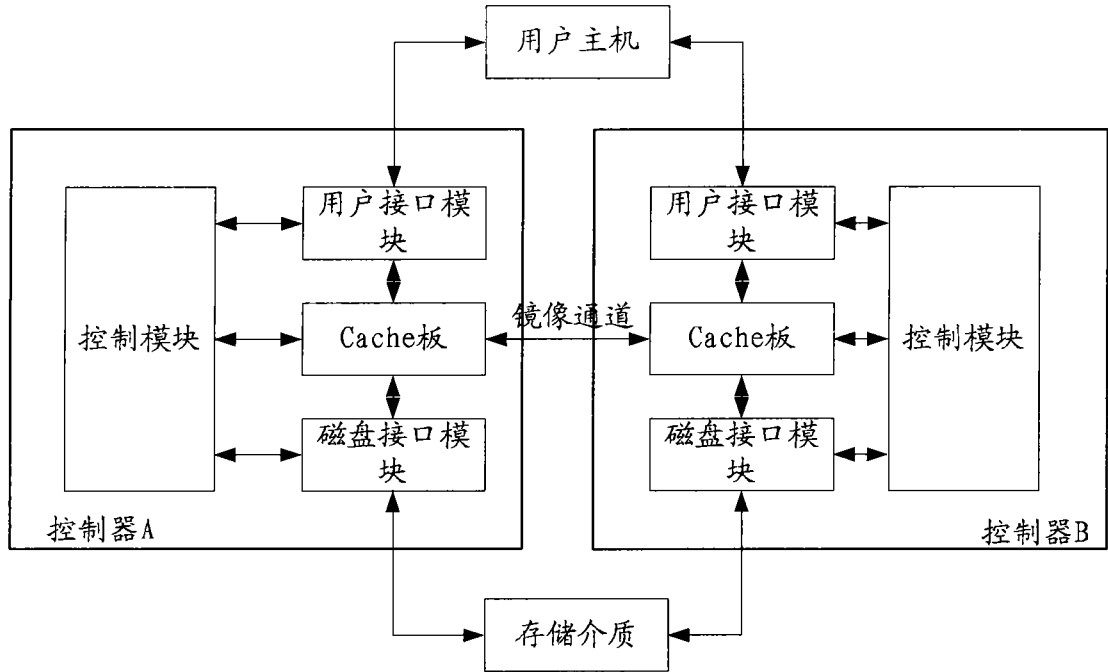 用户主机
用户接口模
块
用户接口模
块
控制模块
Cache板
镜像通道
Cache板
控制模块
磁盘接口模
块
磁盘接口模
块
控制器A
控制器B
存储介质